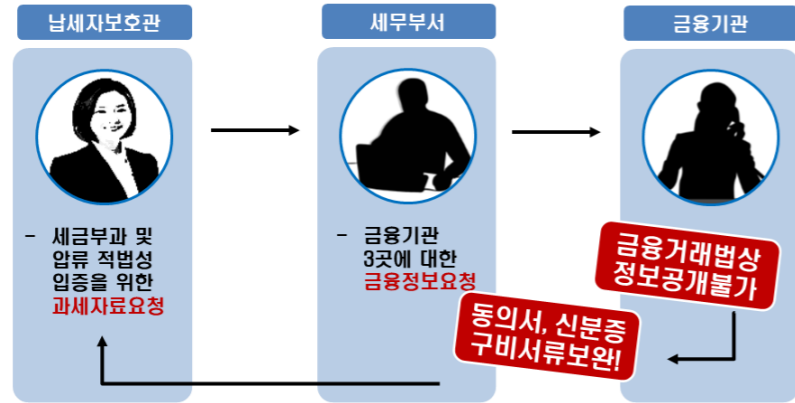 납세자보호관
세무부서
금융기관
- 세금부과 및
압류 적법성
입증을 위한
과세자료요청
- 금융기관
3곳에 대한
금융정보요청
금융거래법상
정보공개불가
동의서, 신분증
구비서류보완!